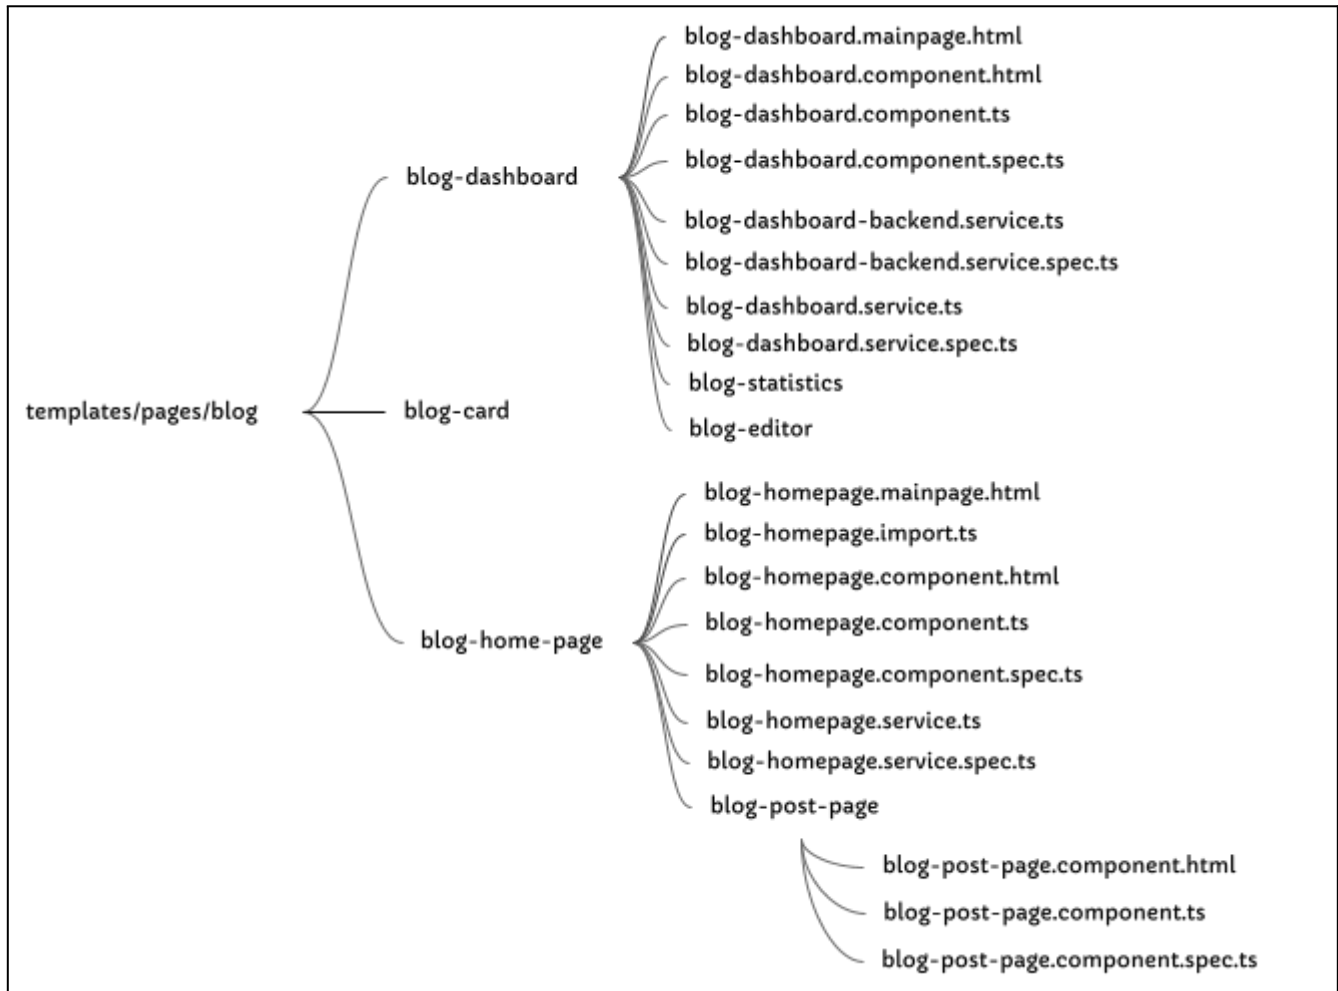 templates/pages/blog
blog-dashboard
blog-dashboard.mainpage.html
blog-dashboard.component.html
blog-dashboard.component.ts
blog-dashboard.component.spec.ts
blog-dashboard-backend.service.ts
blog-dashboard-backend.service.spec.ts
blog-dashboard.service.ts
blog-dashboard.service.spec.ts
blog-statistics
blog-editor
blog-card
blog-home-page
blog-homepage.mainpage.html
blog-homepage.import.ts
blog-homepage.component.html
blog-homepage.component.ts
blog-homepage.component.spec.ts
blog-homepage.service.ts
blog-homepage.service.spec.ts
blog-post-page
blog-post-page.component.html
blog-post-page.component.ts
blog-post-page.component.spec.ts